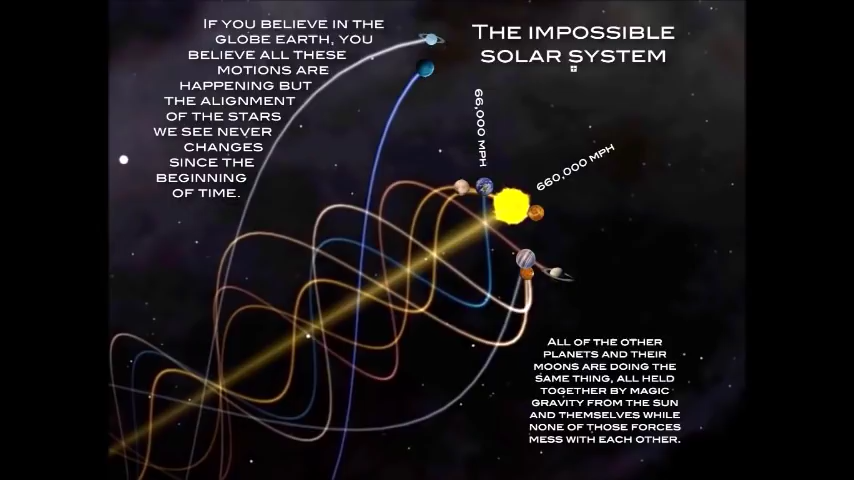 IF YOU BELIEVE IN THE
GLOBE EARTH, YOU
BELIEVE ALL THESE
MOTIONS ARE
HAPPENING BUT
THE ALIGNMENT
OF THE STARS
WE SEE NEVER
CHANGES
SINCE THE
BEGINNING
OF TIME.
THE IMPOSSIBLE
SOLAR SYSTEM
66,000 MPH
660,000 MPH
ALL OF THE OTHER
PLANETS AND THEIR
MOONS ARE DOING THE
SAME THING, ALL HELD
TOGETHER BY MAGIC
GRAVITY FROM THE SUN
AND THEMSELVES WHILE
NONE OF THOSE FORCES
MESS WITH EACH OTHER.